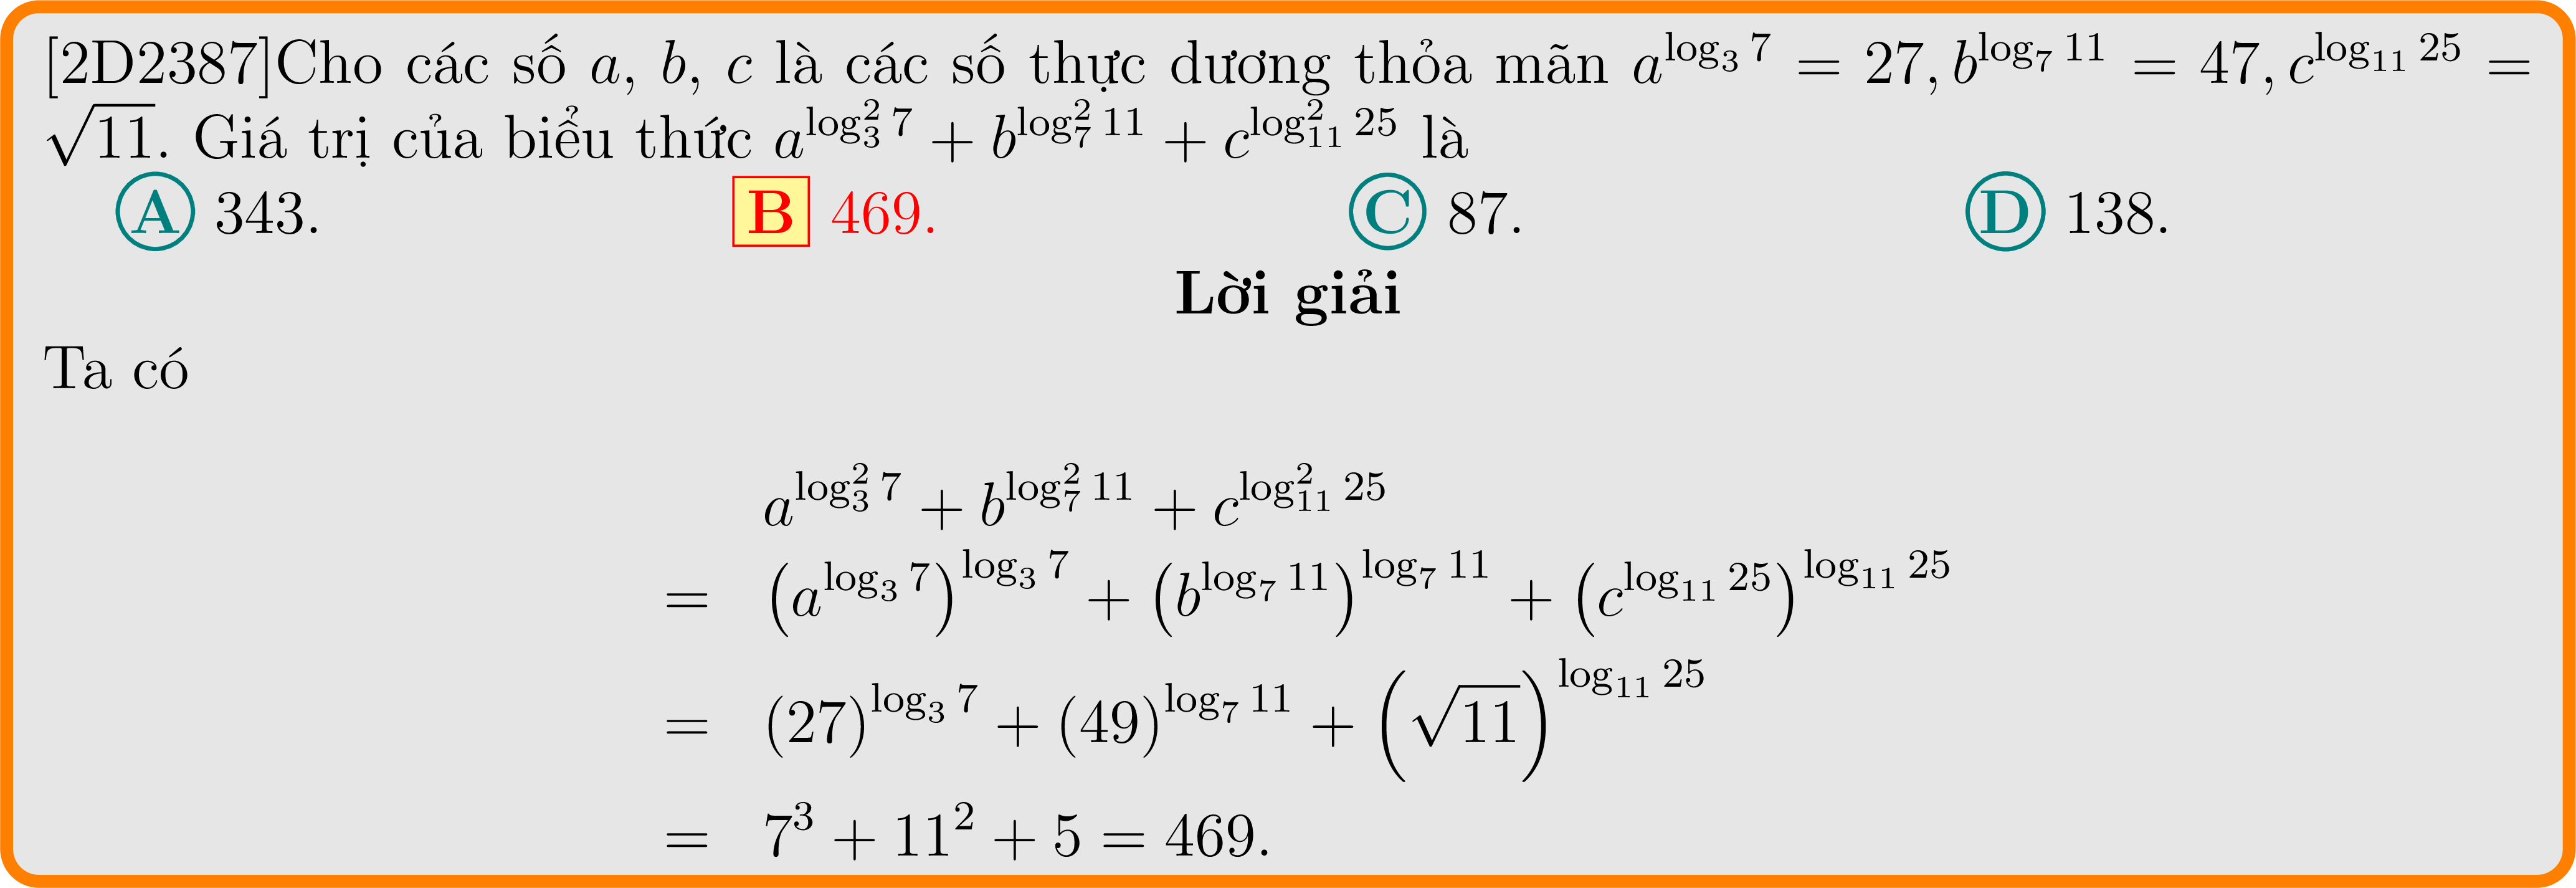 [2D2387]Cho các số a, b, c là các số thực dương thỏa mãn $a^{\log_3 7} = 27, b^{\log_7 11} = 47, c^{\log_{11} 25} =$
$\sqrt{11}$. Giá trị của biểu thức $a^{\log_3^2 7} + b^{\log_7^2 11} + c^{\log_{11}^2 25}$ là
A 343. B 469. C 87. D 138.
Lời giải
Ta có
$a^{\log_3^2 7} + b^{\log_7^2 11} + c^{\log_{11}^2 25}$
$= \left(a^{\log_3 7}\right)^{\log_3 7} + \left(b^{\log_7 11}\right)^{\log_7 11} + \left(c^{\log_{11} 25}\right)^{\log_{11} 25}$
$= (27)^{\log_3 7} + (49)^{\log_7 11} + \left(\sqrt{11}\right)^{\log_{11} 25}$
$= 7^3 + 11^2 + 5 = 469.$